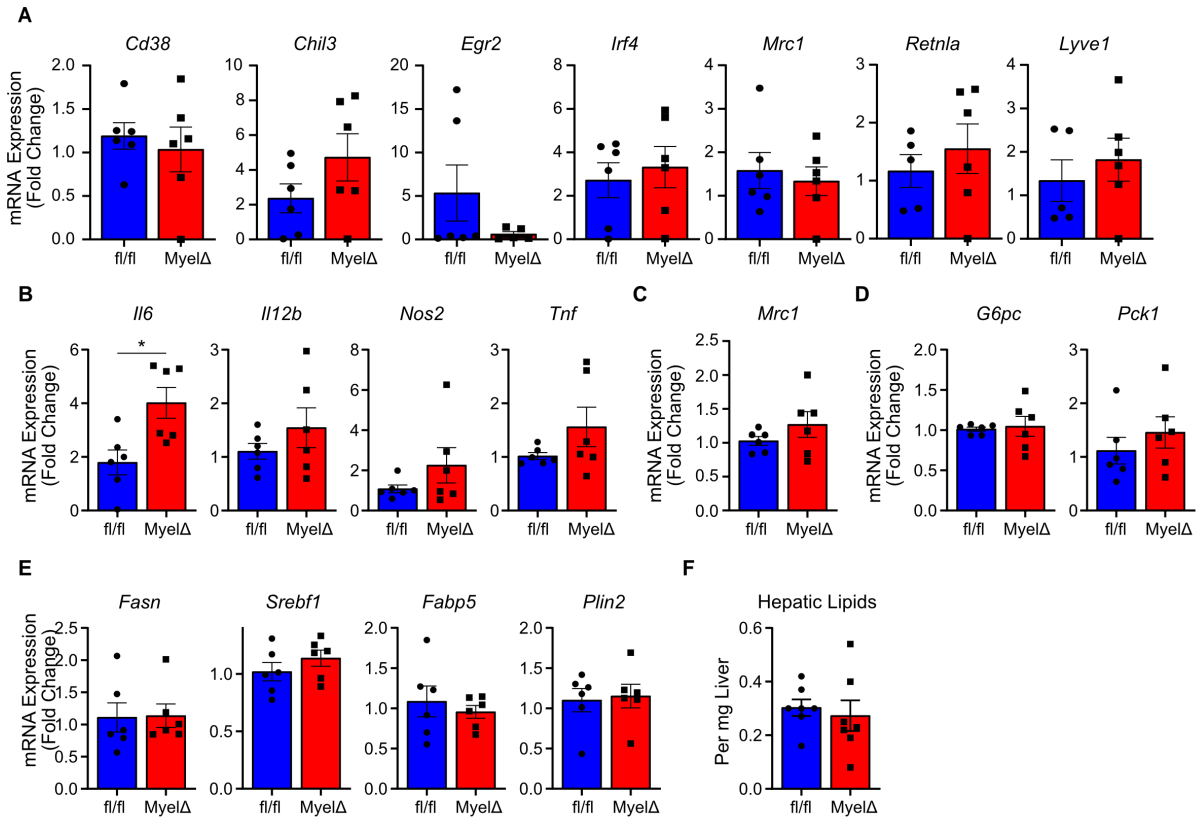 A
Cd38 Chil3 Egr2 Irf4 Mrc1 Retnla Lyve1
mRNA Expression
(Fold Change)
2.0 1.5 1.0 0.5 0.0
10 8 6 4 2 0
20 15 10 5 0
8 6 4 2 0
4 3 2 1 0
3 2 1 0
4 3 2 1 0
fl/fl MyelΔ fl/fl MyelΔ fl/fl MyelΔ fl/fl MyelΔ fl/fl MyelΔ fl/fl MyelΔ fl/fl MyelΔ
B C D
Il6 Il12b Nos2 Tnf Mrc1 G6pc Pck1
mRNA Expression
(Fold Change)
6 4 2 0
*
3 2 1 0
8 6 4 2 0
3 2 1 0
mRNA Expression
(Fold Change)
2.5 2.0 1.5 1.0 0.5 0.0
mRNA Expression
(Fold Change)
2.0 1.5 1.0 0.5 0.0
3 2 1 0
fl/fl MyelΔ fl/fl MyelΔ fl/fl MyelΔ fl/fl MyelΔ fl/fl MyelΔ fl/fl MyelΔ fl/fl MyelΔ
E F
Fasn Srebf1 Fabp5 Plin2 Hepatic Lipids
mRNA Expression
(Fold Change)
2.5 2.0 1.5 1.0 0.5 0.0
1.0 0.5 0.0
2.0 1.5 1.0 0.5 0.0
2.0 1.5 1.0 0.5 0.0
Per mg Liver
0.6 0.4 0.2 0.0
fl/fl MyelΔ fl/fl MyelΔ fl/fl MyelΔ fl/fl MyelΔ fl/fl MyelΔ